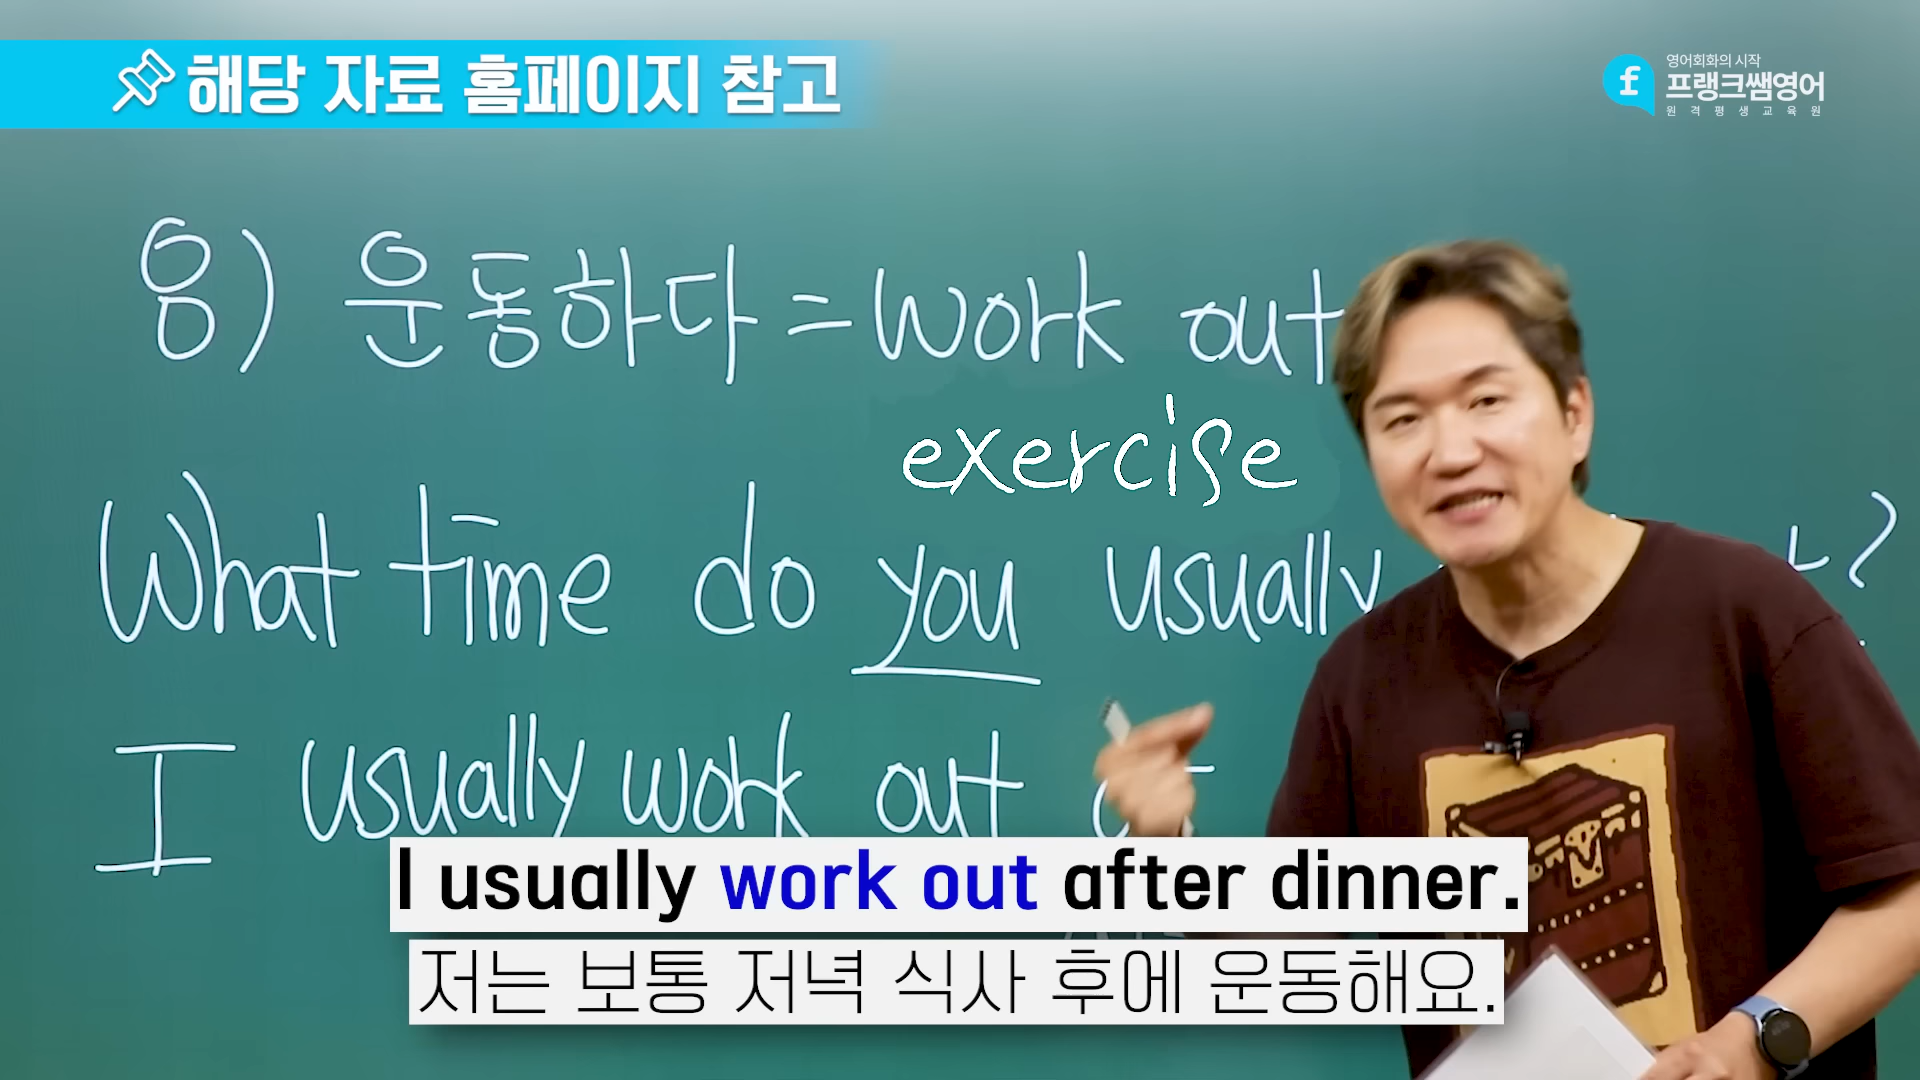 해당 자료 홈페이지 참고
영어회화의 시작
프랭크쌤영어
원격평생교육원
응) 운동하다 = work out
exercise
What time do you usually ?
I usually work out
I usually work out after dinner.
저는 보통 저녁 식사 후에 운동해요.